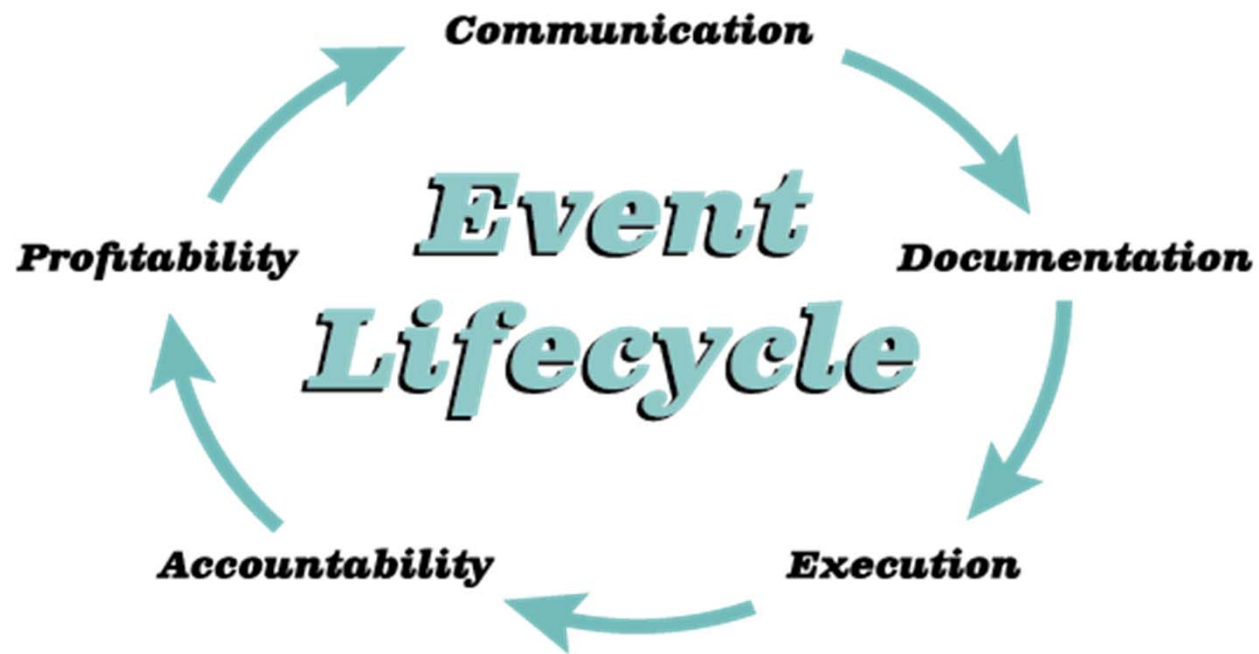 Communication
Event
Profitability
Documentation
Lifecycle
Accountability
Execution